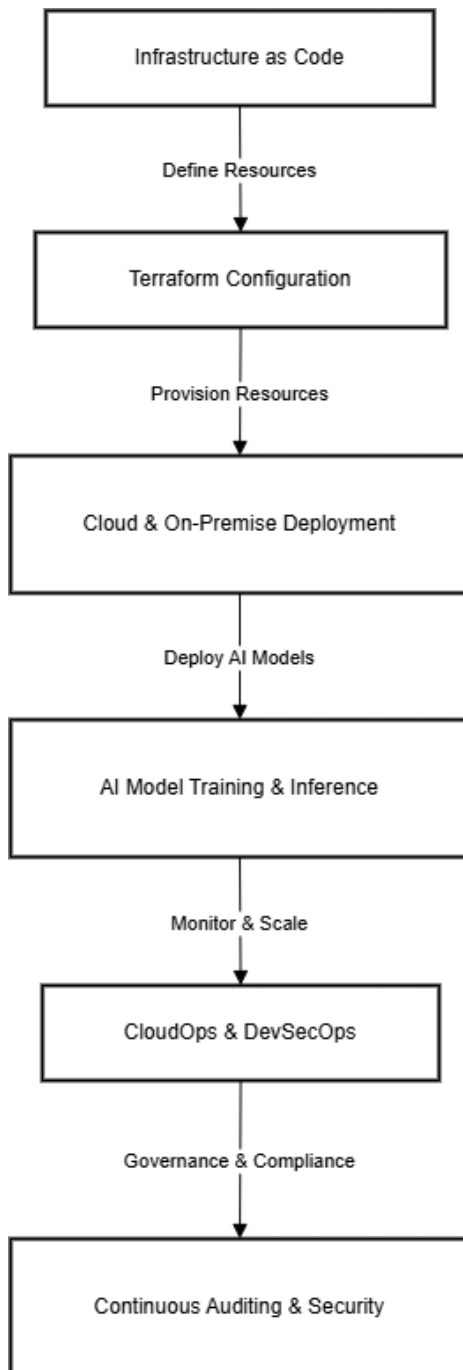 Infrastructure as Code
Define Resources
Terraform Configuration
Provision Resources
Cloud & On-Premise Deployment
Deploy AI Models
AI Model Training & Inference
Monitor & Scale
CloudOps & DevSecOps
Governance & Compliance
Continuous Auditing & Security